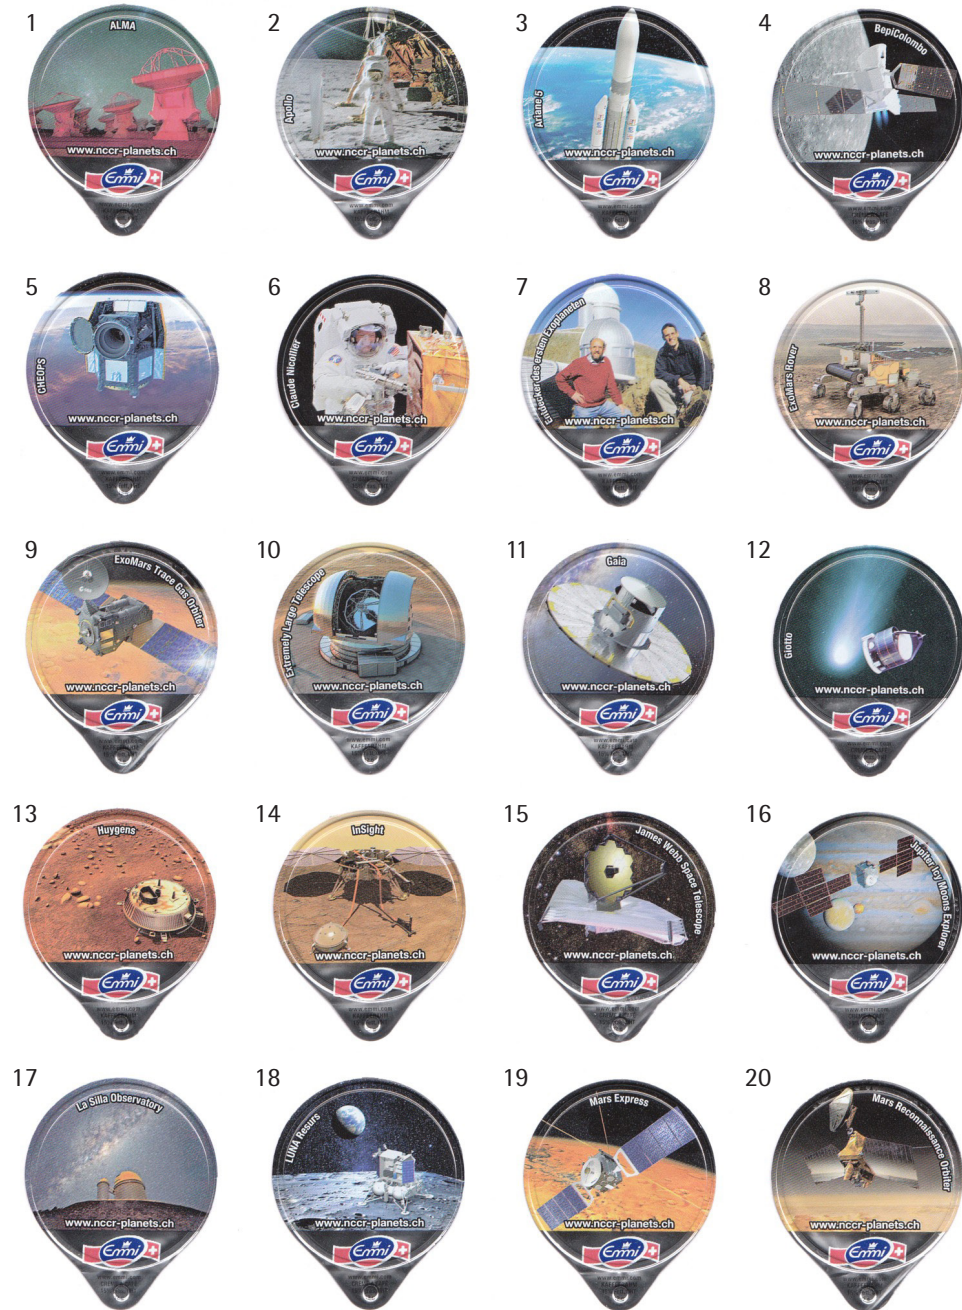 1
ALMA
www.nccr-planets.ch
Emmi
2
Apollo
www.nccr-planets.ch
Emmi
3
Ariane 5
www.nccr-planets.ch
Emmi
4
BepiColombo
www.nccr-planets.ch
Emmi
5
CHEOPS
www.nccr-planets.ch
Emmi
6
Claude Nicollier
www.nccr-planets.ch
Emmi
7
Entdecker des ersten Exoplaneten
www.nccr-planets.ch
Emmi
8
ExoMars Rover
www.nccr-planets.ch
Emmi
9
ExoMars Trace Gas Orbiter
www.nccr-planets.ch
Emmi
10
Extremely Large Telescope
www.nccr-planets.ch
Emmi
11
Gaia
www.nccr-planets.ch
Emmi
12
Giotto
www.nccr-planets.ch
Emmi
13
Huygens
www.nccr-planets.ch
Emmi
14
InSight
www.nccr-planets.ch
Emmi
15
James Webb Space Telescope
www.nccr-planets.ch
Emmi
16
Jupiter Icy Moons Explorer
www.nccr-planets.ch
Emmi
17
La Silla Observatory
www.nccr-planets.ch
Emmi
18
LUNA Resurs
www.nccr-planets.ch
Emmi
19
Mars Express
www.nccr-planets.ch
Emmi
20
Mars Reconnaissance Orbiter
www.nccr-planets.ch
Emmi